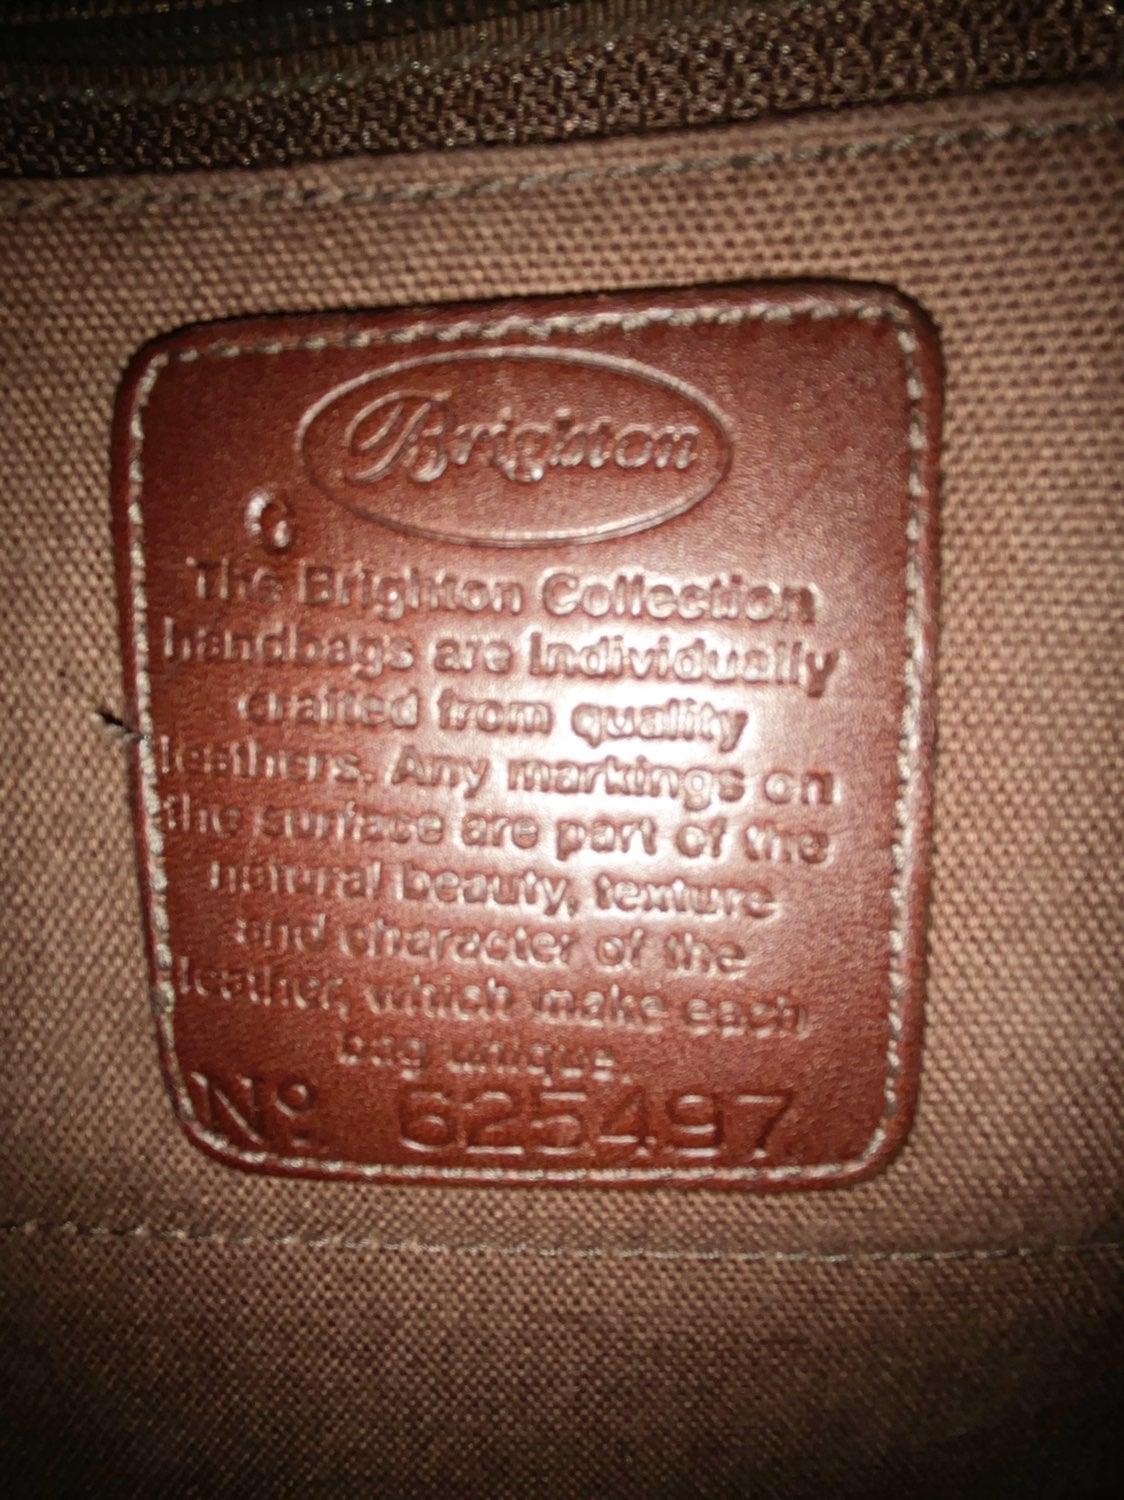 Brighton
G
The Brighton Collection
handbags are individually
crafted from quality
leathers. Any markings on
the surface are part of the
natural beauty, texture
and character of the
leather, which make each
bag unique.
Nº 625497